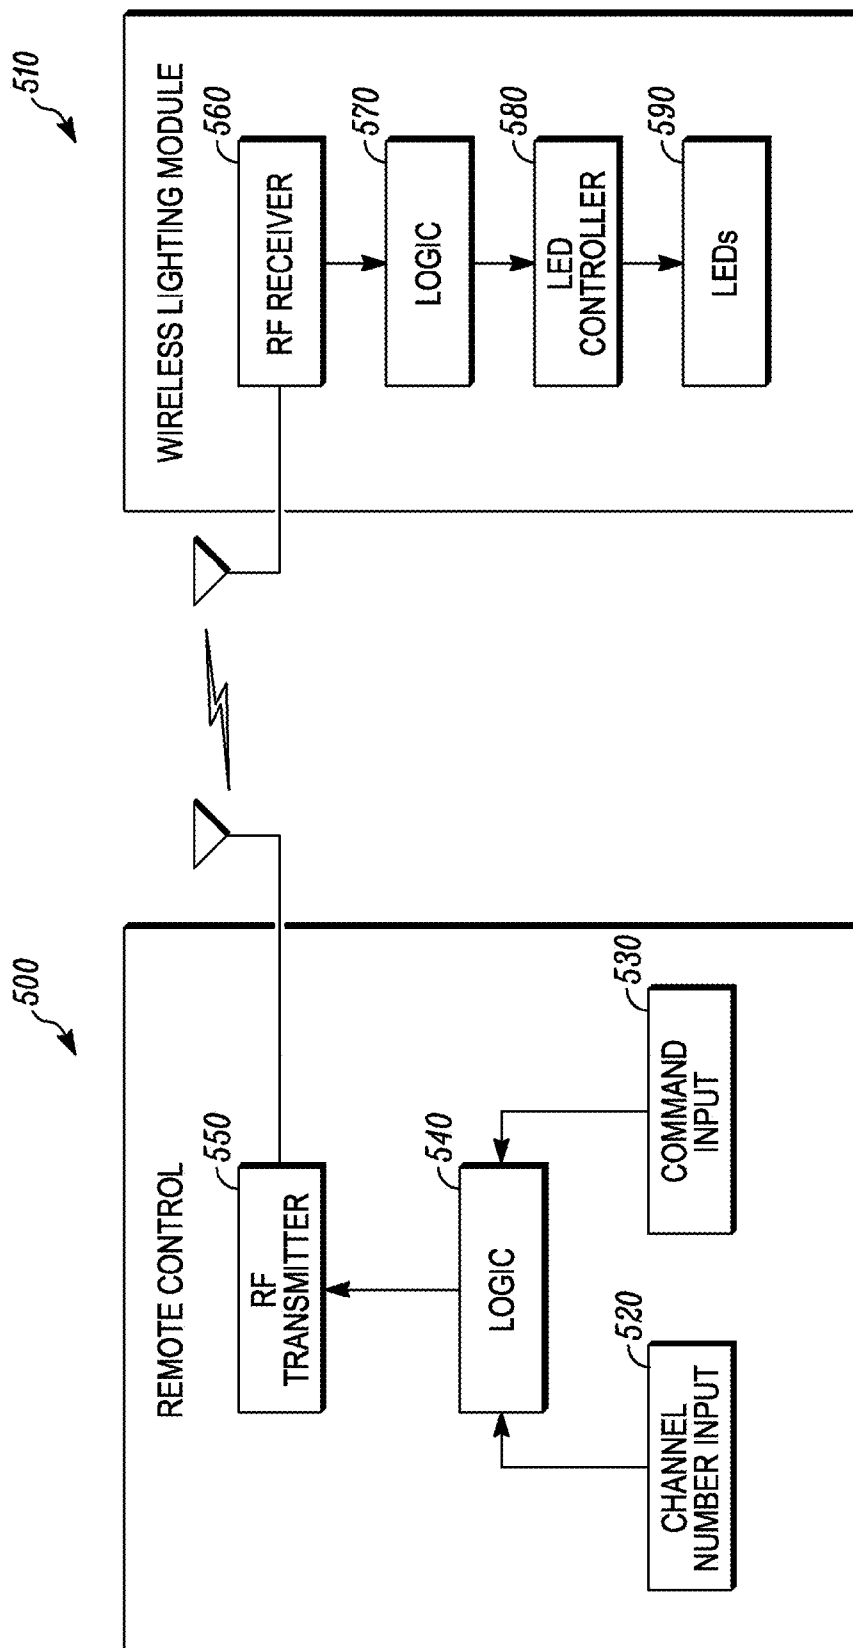 500
REMOTE CONTROL
550
RF
TRANSMITTER
540
LOGIC
520
CHANNEL
NUMBER INPUT
530
COMMAND
INPUT
510
WIRELESS LIGHTING MODULE
560
RF RECEIVER
570
LOGIC
580
LED
CONTROLLER
590
LEDs